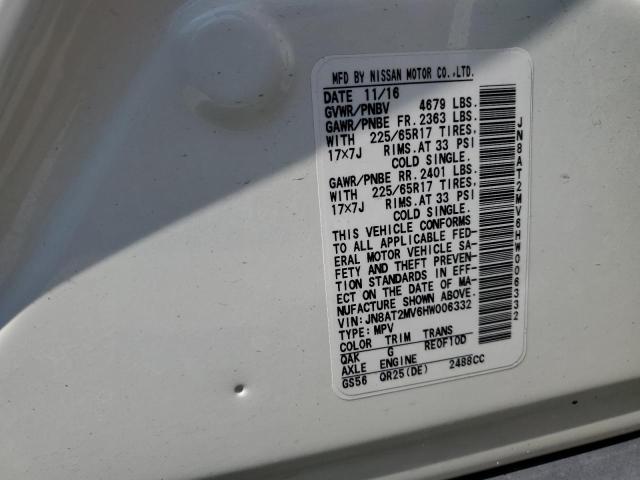 MFD BY NISSAN MOTOR CO.,LTD.
DATE 11/16
GVWR/PNBV 4679 LBS.
GAWR/PNBE FR. 2363 LBS.
WITH 225/65R17 TIRES,
17×7J RIMS.AT 33 PSI
COLD SINGLE.
GAWR/PNBE RR. 2401 LBS.
WITH 225/65R17 TIRES,
17×7J RIMS.AT 33 PSI
COLD SINGLE.
THIS VEHICLE CONFORMS
TO ALL APPLICABLE FED-
ERAL MOTOR VEHICLE SA-
FETY AND THEFT PREVEN-
TION STANDARDS IN EFF-
ECT ON THE DATE OF MA-
NUFACTURE SHOWN ABOVE.
VIN: JN8AT2MV6HW006332
TYPE: MPV
COLOR TRIM TRANS
QAK G RE0F10D
AXLE ENGINE
GS56 QR25(DE) 2488CC
JN8AT2MV6HW006332